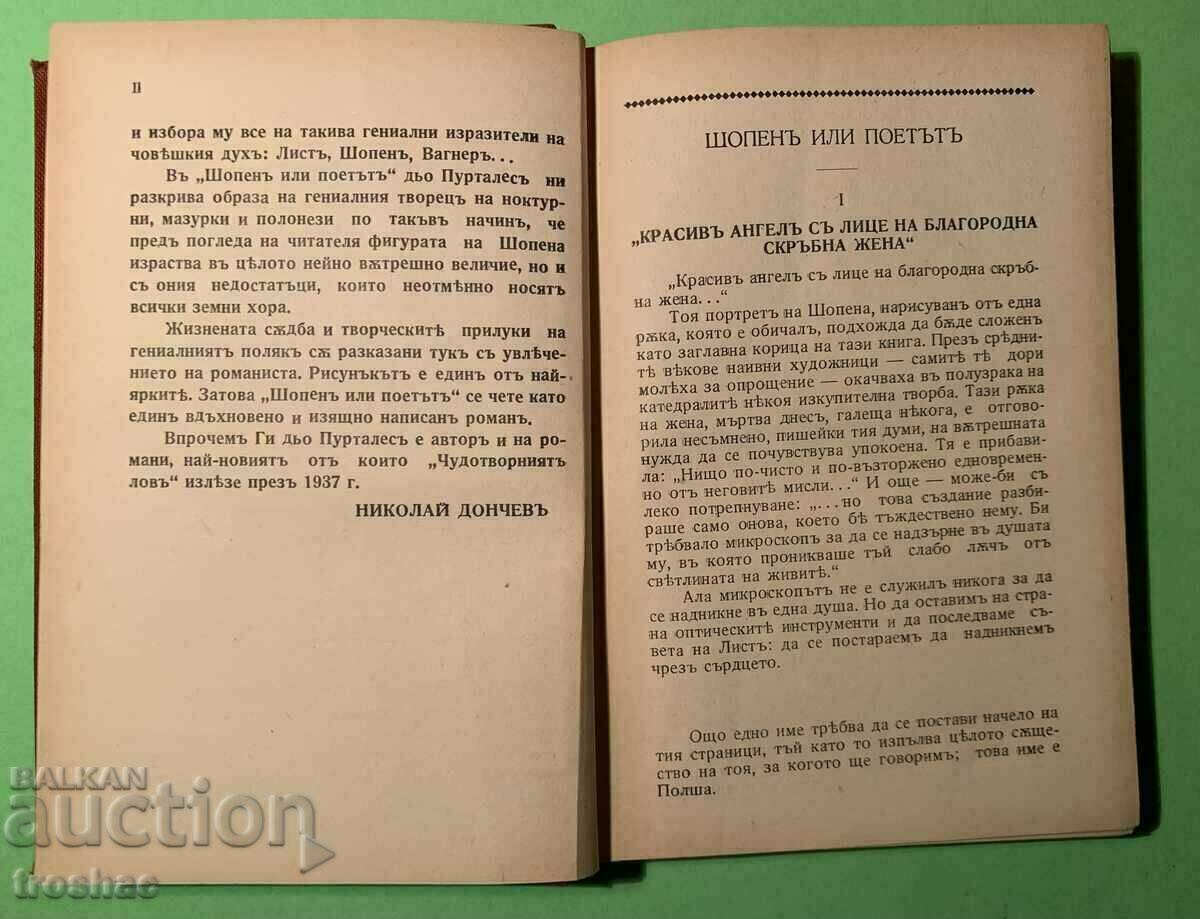 II
и избора му все на такива гениални изразители на
човѣшкия духъ: Листъ, Шопенъ, Вагнеръ...
Въ „Шопенъ или поетътъ“ дьо Пурталесъ ни
разкрива образа на гениалния творецъ на ноктур-
ни, мазурки и полонези по такъвъ начинъ, че
предъ погледа на читателя фигурата на Шопена
израства въ цѣлото нейно вѫтрешно величие, но и
съ ония недостатъци, които неотмѣнно носятъ
всички земни хора.
Жизнената сѫдба и творческитѣ прилуки на
гениалниятъ полякъ сѫ разказани тукъ съ увлѣче-
нието на романиста. Рисунъкътъ е единъ отъ най-
яркитѣ. Затова „Шопенъ или поетътъ“ се чете като
единъ вдъхновено и изящно написанъ романъ.
Впрочемъ Ги дьо Пурталесъ е авторъ и на ро-
мани, най-новиятъ отъ които „Чудотворниятъ
ловъ“ излѣзе презъ 1937 г.
НИКОЛАЙ ДОНЧЕВЪ
ШОПЕНЪ ИЛИ ПОЕТЪТЪ
I
„КРАСИВЪ АНГЕЛЪ СЪ ЛИЦЕ НА БЛАГОРОДНА
СКРЪБНА ЖЕНА“
„Красивъ ангелъ съ лице на благородна скръб-
на жена...“
Тоя портретъ на Шопена, нарисуванъ отъ една
рѫка, която е обичалъ, подхожда да бѫде сложенъ
като заглавна корица на тази книга. Презъ срѣдни-
тѣ вѣкове наивни художници — самитѣ тѣ дори
молѣха за опрощение — окачваха въ полузрака на
катедралитѣ нѣкоя изкупителна творба. Тази рѫка
на жена, мъртва днесъ, галеща нѣкога, е отгово-
рила несъмнено, пишейки тия думи, на вѫтрешната
нужда да се почувствува упокоена. Тя е прибави-
ла: „Нищо по-чисто и по-възторжено едновремен-
но отъ неговитѣ мисли...“ И още — може-би съ
леко потрепнуване: „...но това създание разби-
раше само онова, което бѣ тъждествено нему. Би
трѣбвало микроскопъ за да се надзърне въ душата
му, въ която проникваше тъй слабо лѫчъ отъ
свѣтлината на живитѣ.“
Ала микроскопътъ не е служилъ никога за да
се надникне въ една душа. Но да оставимъ на стра-
на оптическитѣ инструменти и да последваме съ-
вета на Листъ: да се постараемъ да надникнемъ
чрезъ сърдцето.
Още едно име трѣбва да се постави начело на
тия страници, тъй като то изпълва цѣлото сѫще-
ство на тоя, за когото ще говоримъ; това име е
Полша.
BALKAN
auction
troshac